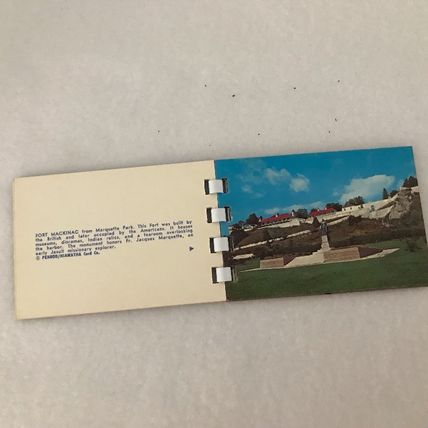 FORT MACKINAC from Marquette Park. This Fort was built by
the British and later occupied by the Americans. It houses
museums, dioramas, Indian relics, and a tearoom overlooking
the harbor. The monument honors Fr. Jacques Marquette, an
early Jesuit missionary explorer.
© PENROD/HIAWATHA Card Co.